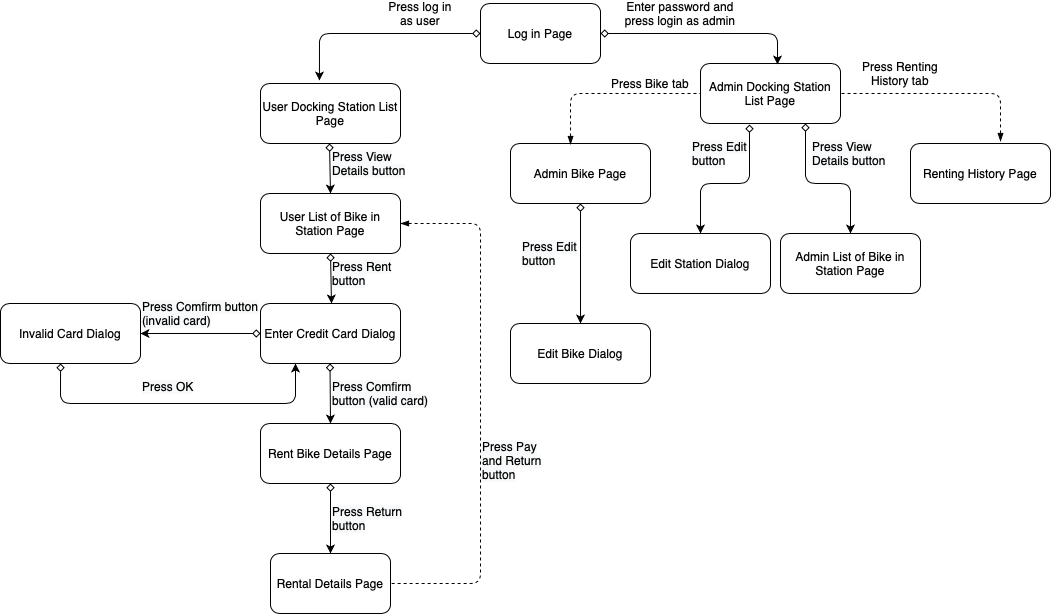 Press log in
as user
Enter password and
press login as admin
Log in Page
Press Bike tab
Admin Docking Station
List Page
Press Renting
History tab
User Docking Station List
Page
Press View
Details button
Press Edit
button
Press View
Details button
Admin Bike Page
Renting History Page
User List of Bike in
Station Page
Press Edit
button
Edit Station Dialog
Admin List of Bike in
Station Page
Press Rent
button
Press Comfirm button
(invalid card)
Invalid Card Dialog
Enter Credit Card Dialog
Edit Bike Dialog
Press OK
Press Comfirm
button (valid card)
Rent Bike Details Page
Press Pay
and Return
button
Press Return
button
Rental Details Page